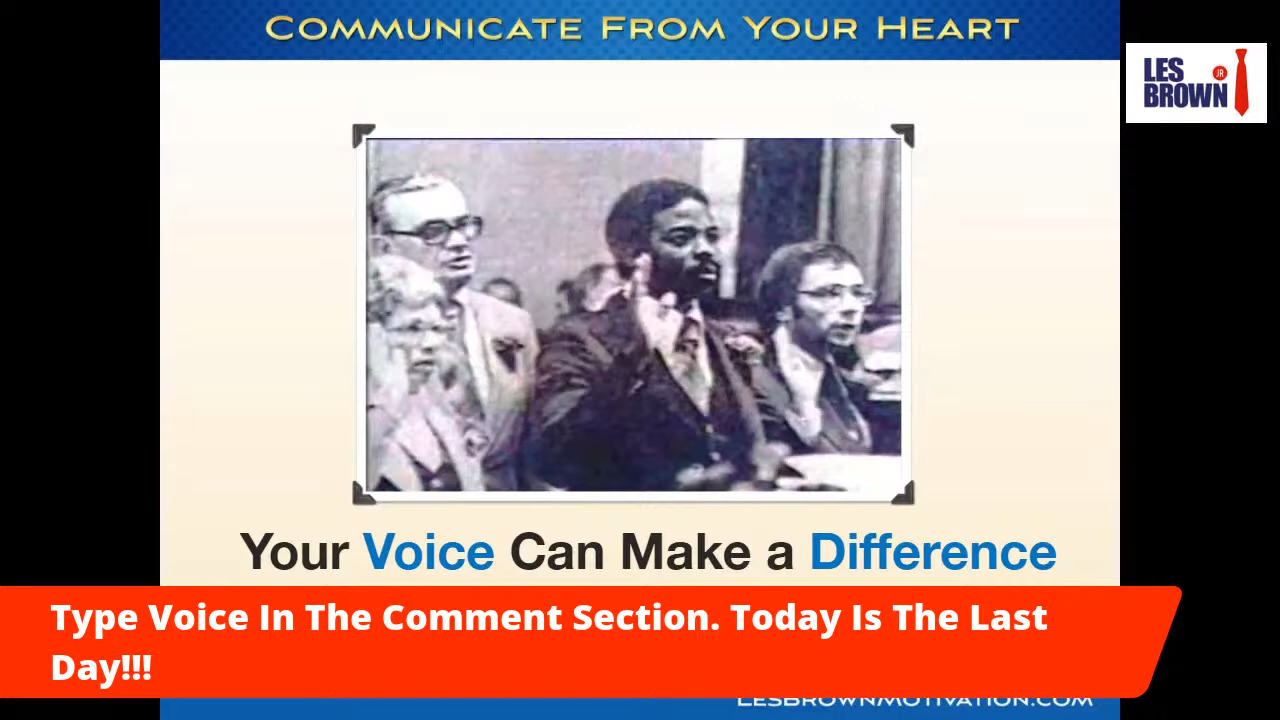 COMMUNICATE FROM YOUR HEART
LES
BROWN
JR
Your Voice Can Make a Difference
Type Voice In The Comment Section. Today Is The Last
Day!!!
LESBROWNMOTIVATION.COM